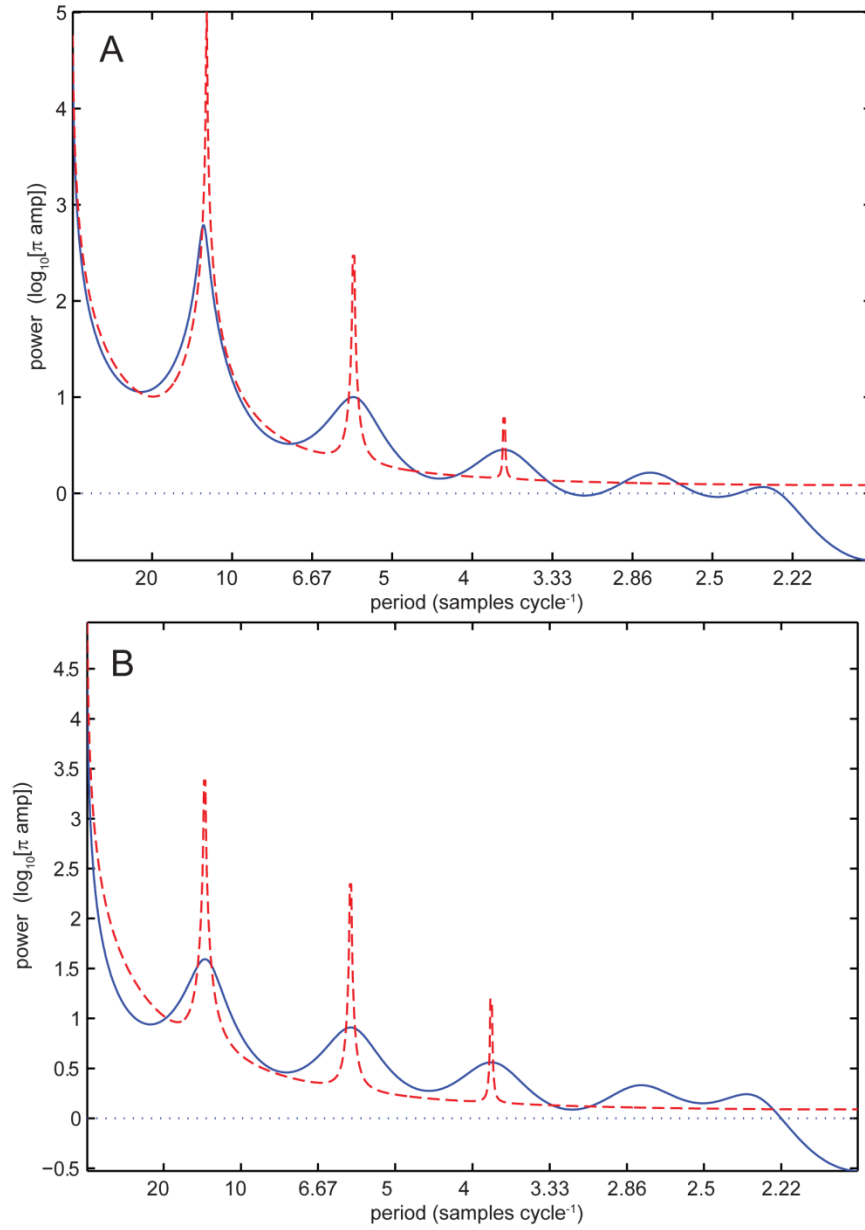 A
5
4
3
2
1
0
power (log₁₀[π amp])
20 10 6.67 5 4 3.33 2.86 2.5 2.22
period (samples cycle⁻¹)
B
4.5
4
3.5
3
2.5
2
1.5
1
0.5
0
−0.5
power (log₁₀[π amp])
20 10 6.67 5 4 3.33 2.86 2.5 2.22
period (samples cycle⁻¹)